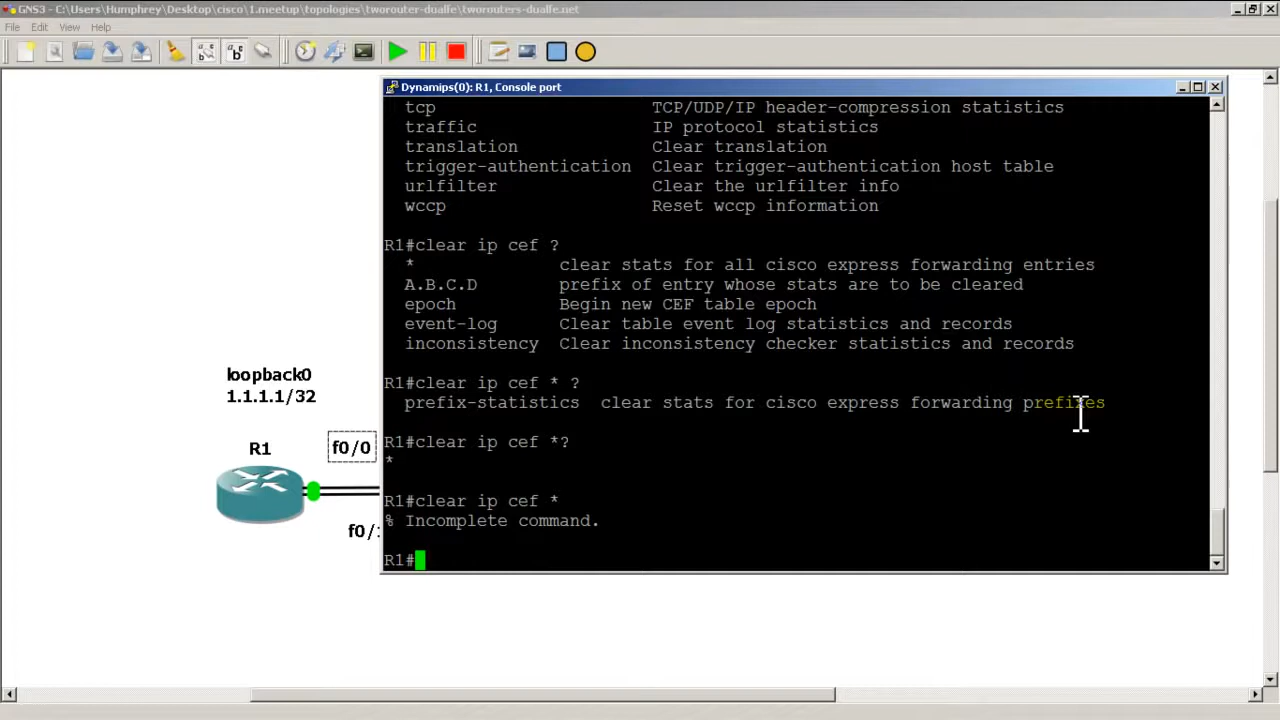 GNS3 - C:\Users\Humphrey\Desktop\cisco\1.meetup\topologies\tworouter-dualfe\tworouters-dualfe.net
File Edit View Help
Dynamips(0): R1, Console port
tcp TCP/UDP/IP header-compression statistics
traffic IP protocol statistics
translation Clear translation
trigger-authentication Clear trigger-authentication host table
urlfilter Clear the urlfilter info
wccp Reset wccp information
R1#clear ip cef ?
* clear stats for all cisco express forwarding entries
A.B.C.D prefix of entry whose stats are to be cleared
epoch Begin new CEF table epoch
event-log Clear table event log statistics and records
inconsistency Clear inconsistency checker statistics and records
R1#clear ip cef * ?
prefix-statistics clear stats for cisco express forwarding prefixes
R1#clear ip cef *?
*
R1#clear ip cef *
% Incomplete command.
R1#
loopback0
1.1.1.1/32
R1
f0/0